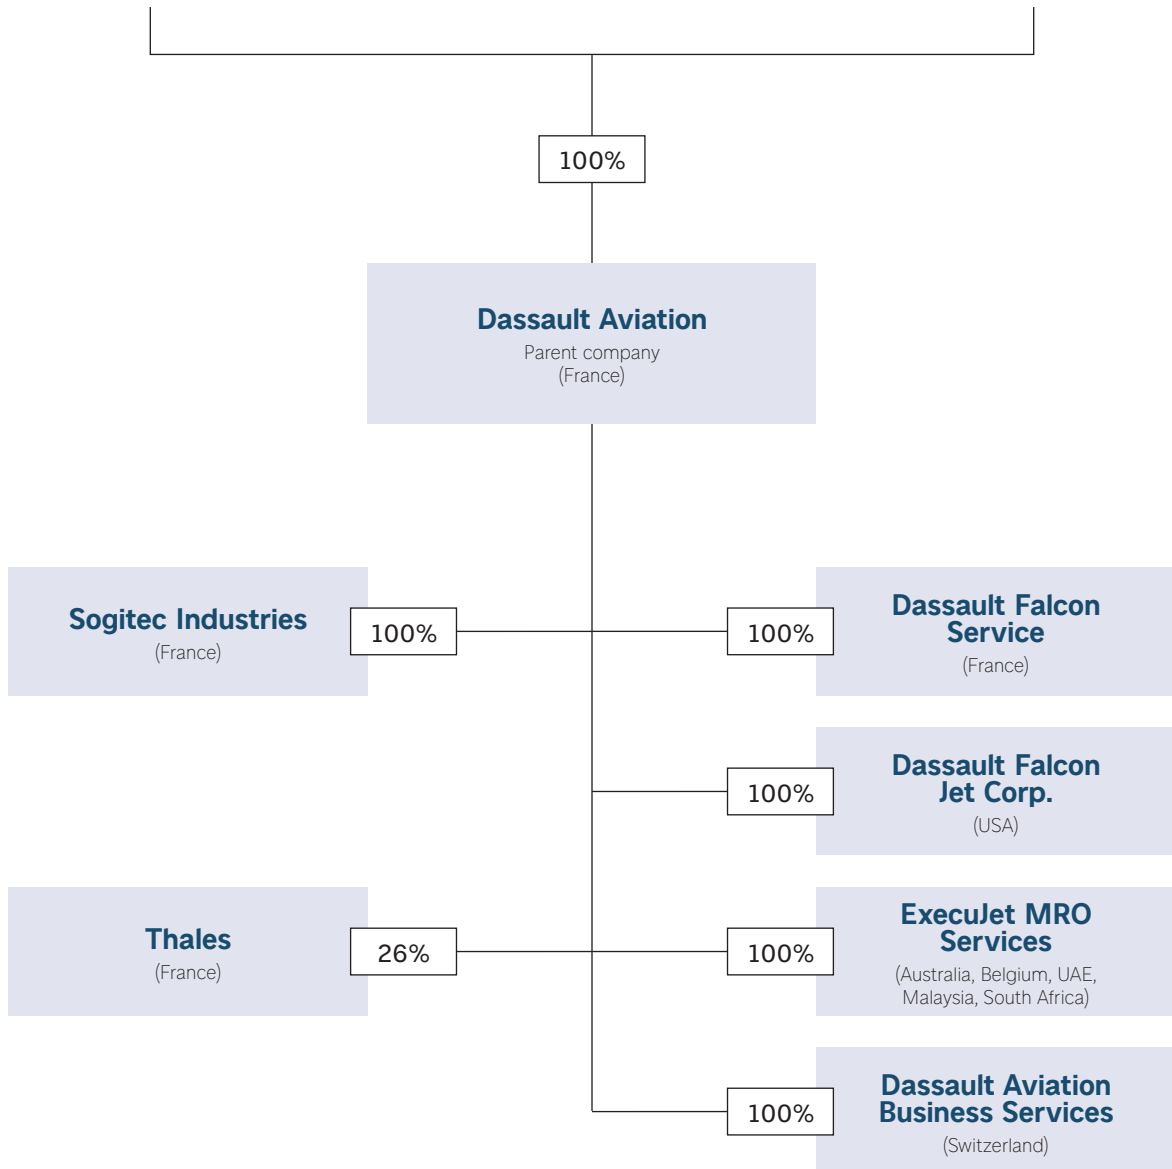 100%
Dassault Aviation
Parent company
(France)
Sogitec Industries
(France)
100%
100%
Dassault Falcon
Service
(France)
100%
Dassault Falcon
Jet Corp.
(USA)
Thales
(France)
26%
100%
ExecuJet MRO
Services
(Australia, Belgium, UAE,
Malaysia, South Africa)
100%
Dassault Aviation
Business Services
(Switzerland)